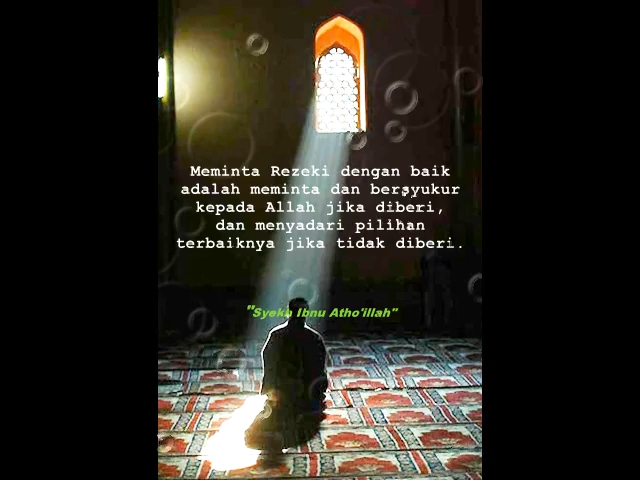 Meminta Rezeki dengan baik
adalah meminta dan bersyukur
kepada Allah jika diberi,
dan menyadari pilihan
terbaiknya jika tidak diberi.
"Syekh Ibnu Atho'illah"